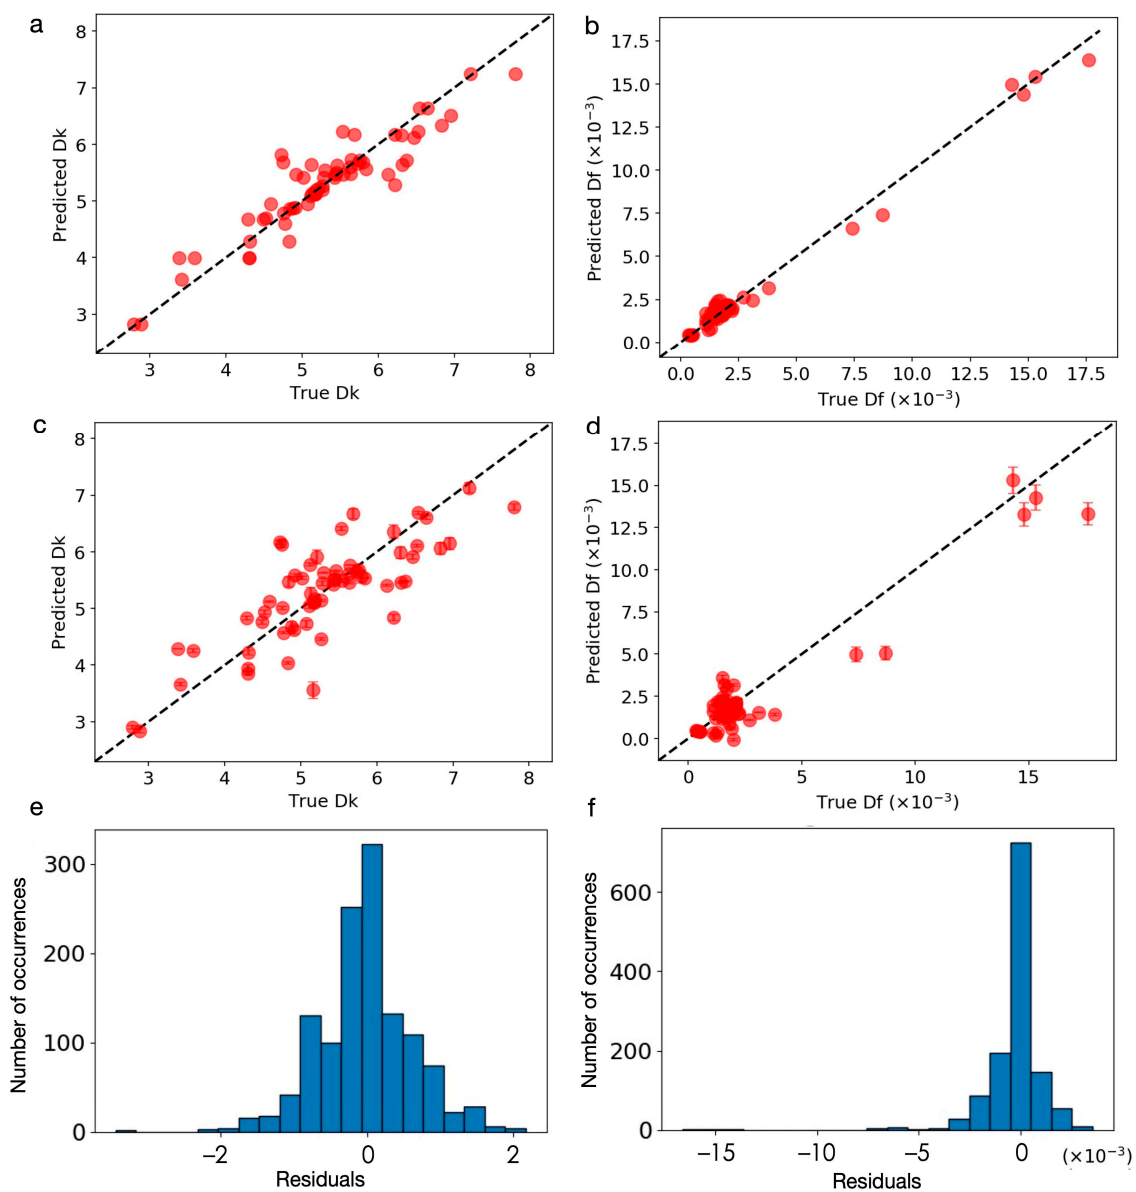 a
8
7
6
5
4
3
Predicted Dk
3 4 5 6 7 8
True Dk
b
17.5
15.0
12.5
10.0
7.5
5.0
2.5
0.0
Predicted Df (×10⁻³)
0.0 2.5 5.0 7.5 10.0 12.5 15.0 17.5
True Df (×10⁻³)
c
8
7
6
5
4
3
Predicted Dk
3 4 5 6 7 8
True Dk
d
17.5
15.0
12.5
10.0
7.5
5.0
2.5
0.0
Predicted Df (×10⁻³)
0 5 10 15
True Df (×10⁻³)
e
300
200
100
0
Number of occurrences
−2 0 2
Residuals
f
600
400
200
0
Number of occurrences
−15 −10 −5 0 (×10⁻³)
Residuals